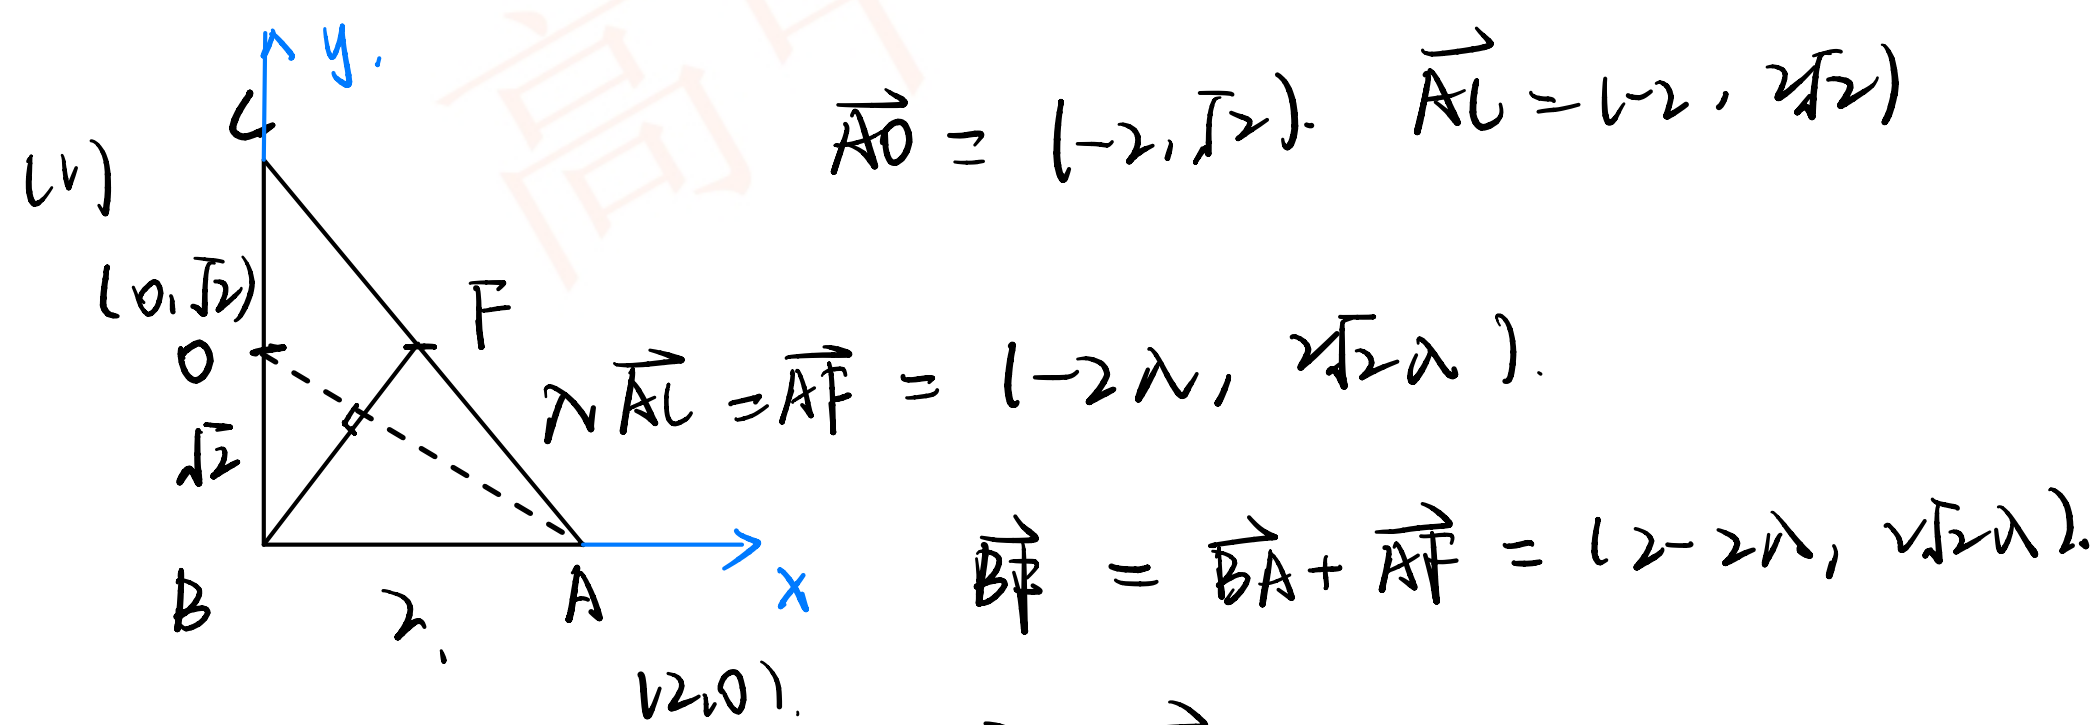 y.
C
(1)
(0,√2)
O
√2
F
B
2.
A
x
(2,0).
AO→ = (-2,√2). AC→ = (-2, 2√2)
λAC→ = AF→ = (-2λ, 2√2λ).
BF→ = BA→ + AF→ = (2-2λ, 2√2λ).
高